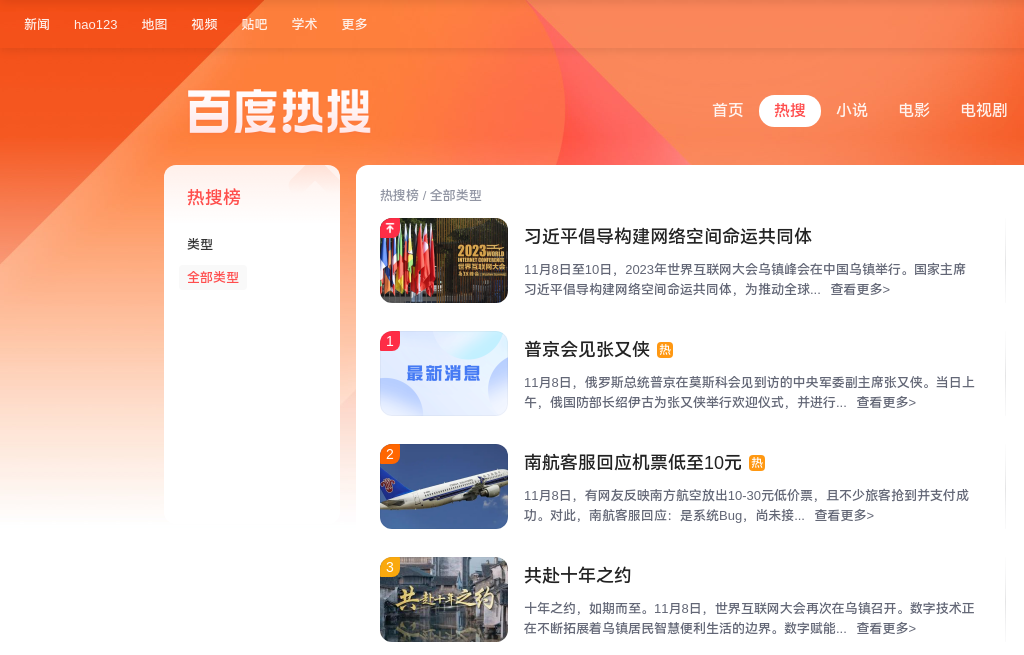 新闻 hao123 地图 视频 贴吧 学术 更多
百度热搜
首页 热搜 小说 电影 电视剧
热搜榜
类型
全部类型
热搜榜 / 全部类型
2023 WORLD
INTERNET CONFERENCE
世界互联网大会
习近平倡导构建网络空间命运共同体
11月8日至10日，2023年世界互联网大会乌镇峰会在中国乌镇举行。国家主席
习近平倡导构建网络空间命运共同体，为推动全球... 查看更多>
1
最新消息
普京会见张又侠 热
11月8日，俄罗斯总统普京在莫斯科会见到访的中央军委副主席张又侠。当日上
午，俄国防部长绍伊古为张又侠举行欢迎仪式，并进行... 查看更多>
2
南航客服回应机票低至10元 热
11月8日，有网友反映南方航空放出10-30元低价票，且不少旅客抢到并支付成
功。对此，南航客服回应：是系统Bug，尚未接... 查看更多>
3
共赴十年之约
共赴十年之约
十年之约，如期而至。11月8日，世界互联网大会再次在乌镇召开。数字技术正
在不断拓展着乌镇居民智慧便利生活的边界。数字赋能... 查看更多>